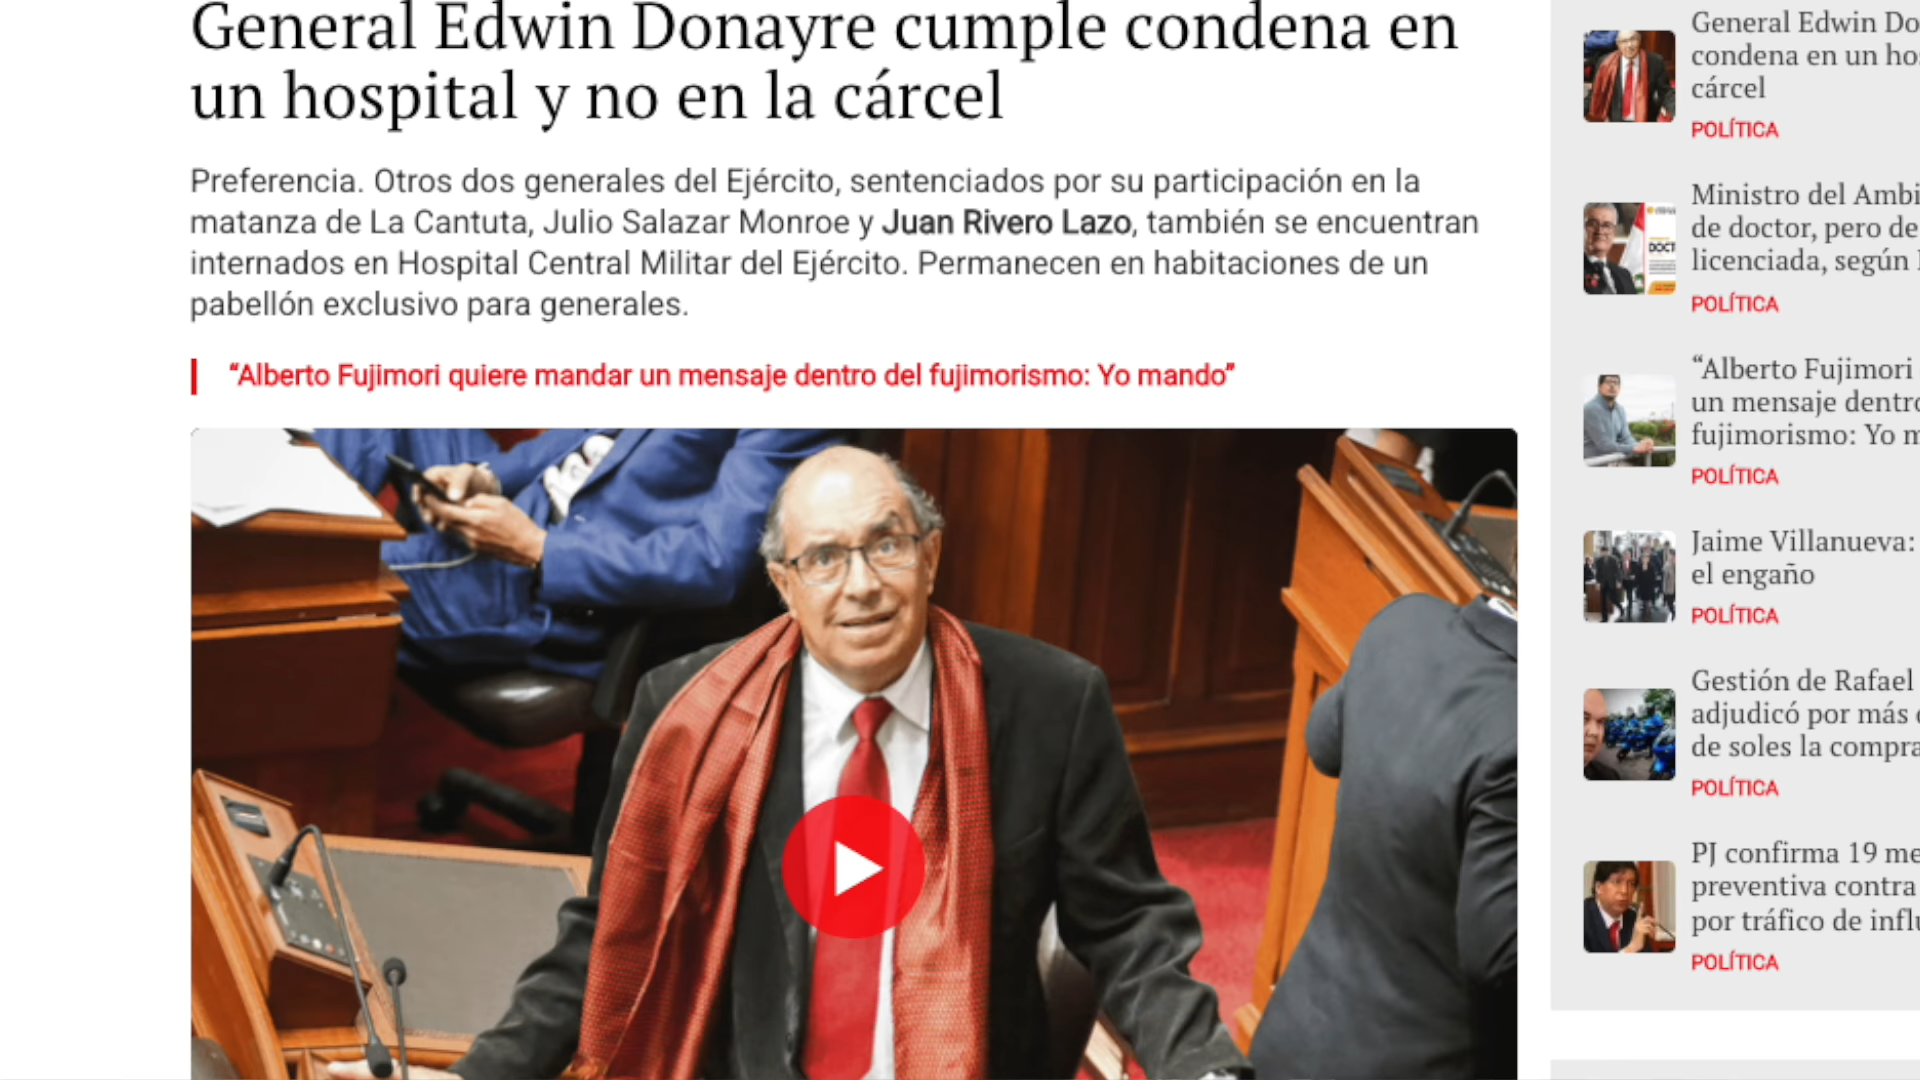 General Edwin Donayre cumple condena en
un hospital y no en la cárcel
Preferencia. Otros dos generales del Ejército, sentenciados por su participación en la
matanza de La Cantuta, Julio Salazar Monroe y Juan Rivero Lazo, también se encuentran
internados en Hospital Central Militar del Ejército. Permanecen en habitaciones de un
pabellón exclusivo para generales.
“Alberto Fujimori quiere mandar un mensaje dentro del fujimorismo: Yo mando”
General Edwin Do
condena en un ho
cárcel
POLÍTICA
Ministro del Ambi
de doctor, pero de
licenciada, según
POLÍTICA
“Alberto Fujimori
un mensaje dentro
fujimorismo: Yo m
POLÍTICA
Jaime Villanueva:
el engaño
POLÍTICA
Gestión de Rafael
adjudicó por más
de soles la compra
POLÍTICA
PJ confirma 19 me
preventiva contra
por tráfico de influ
POLÍTICA